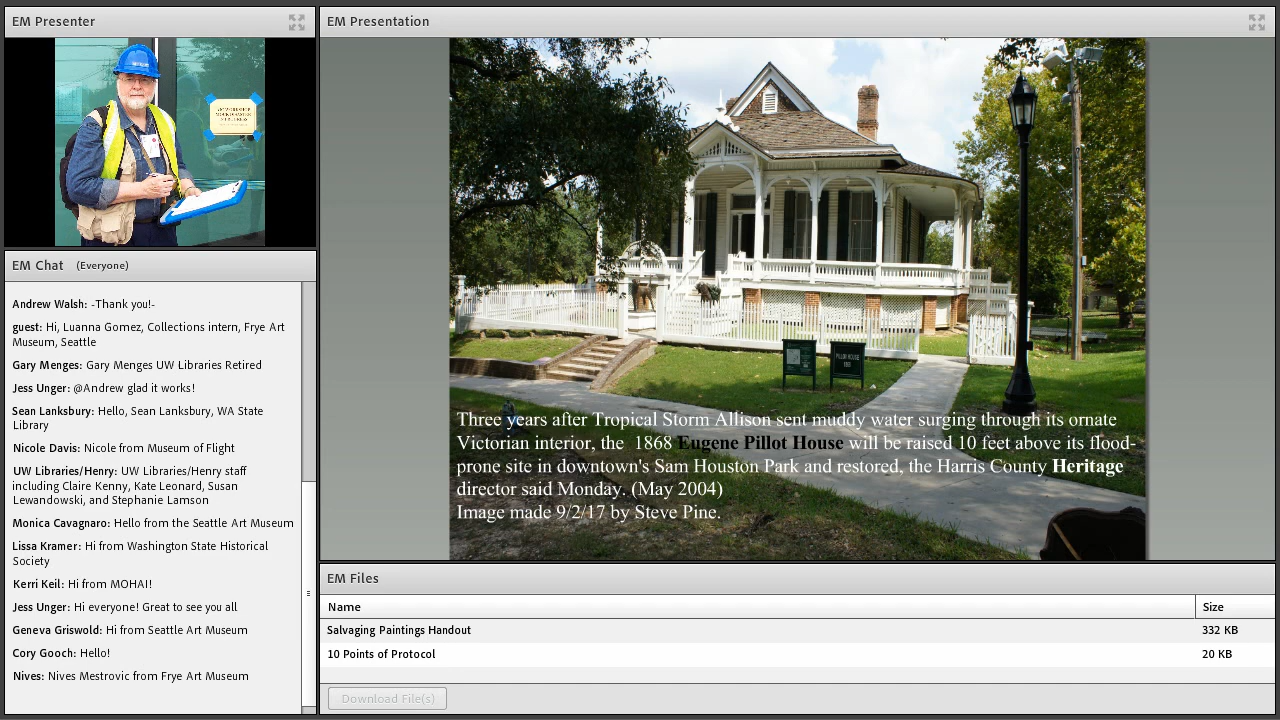 EM Presenter
EM Chat (Everyone)
Andrew Walsh: -Thank you!-
guest: Hi, Luanna Gomez, Collections intern, Frye Art
Museum, Seattle
Gary Menges: Gary Menges UW Libraries Retired
Jess Unger: @Andrew glad it works!
Sean Lanksbury: Hello, Sean Lanksbury, WA State
Library
Nicole Davis: Nicole from Museum of Flight
UW Libraries/Henry: UW Libraries/Henry staff
including Claire Kenny, Kate Leonard, Susan
Lewandowski, and Stephanie Lamson
Monica Cavagnaro: Hello from the Seattle Art Museum
Lissa Kramer: Hi from Washington State Historical
Society
Kerri Keil: Hi from MOHAI!
Jess Unger: Hi everyone! Great to see you all
Geneva Griswold: Hi from Seattle Art Museum
Cory Gooch: Hello!
Nives: Nives Mestrovic from Frye Art Museum
EM Presentation
PILLOT HOUSE
Three years after Tropical Storm Allison sent muddy water surging through its ornate
Victorian interior, the 1868 Eugene Pillot House will be raised 10 feet above its flood-
prone site in downtown's Sam Houston Park and restored, the Harris County Heritage
director said Monday. (May 2004)
Image made 9/2/17 by Steve Pine.
EM Files
Name Size
Salvaging Paintings Handout 332 KB
10 Points of Protocol 20 KB
Download File(s)